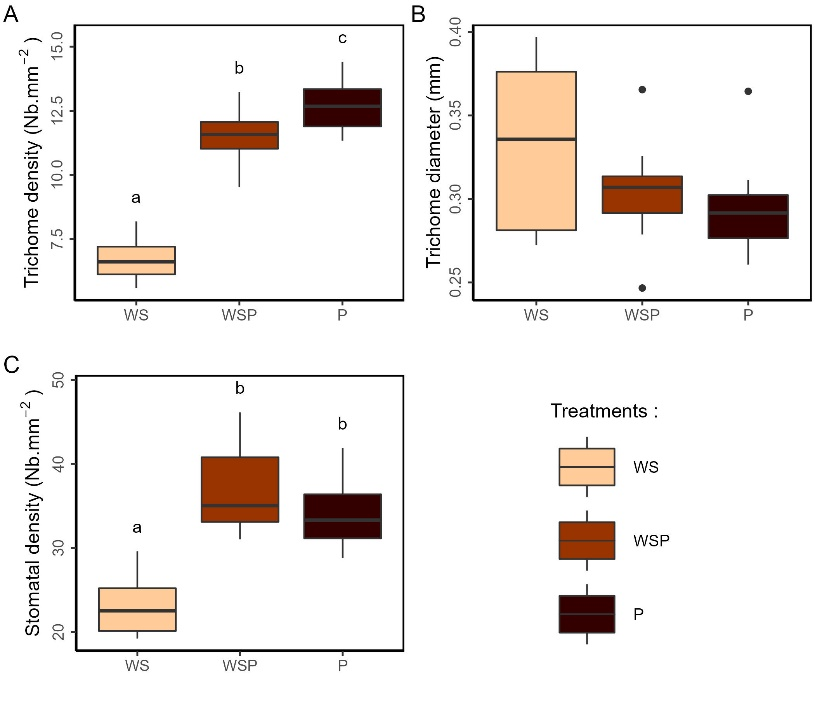 A
Trichome density (Nb.mm⁻²)
15.0
12.5
10.0
7.5
a
b
c
WS
WSP
P
B
Trichome diameter (mm)
0.40
0.35
0.30
0.25
WS
WSP
P
C
Stomatal density (Nb.mm⁻²)
50
40
30
20
a
b
b
WS
WSP
P
Treatments :
WS
WSP
P